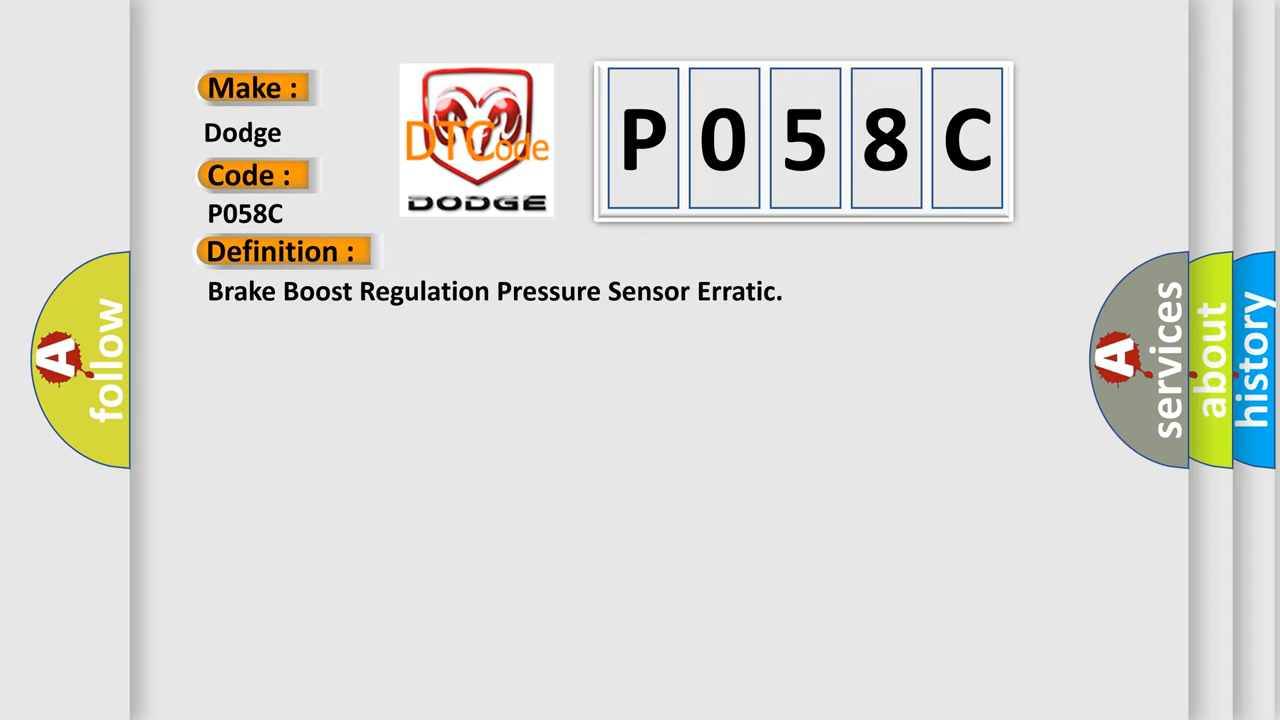 Make :
Dodge
Code :
P058C
Definition :
Brake Boost Regulation Pressure Sensor Erratic.
DTCode
DODGE
P 0 5 8 C
A
follow
A
services
about
history